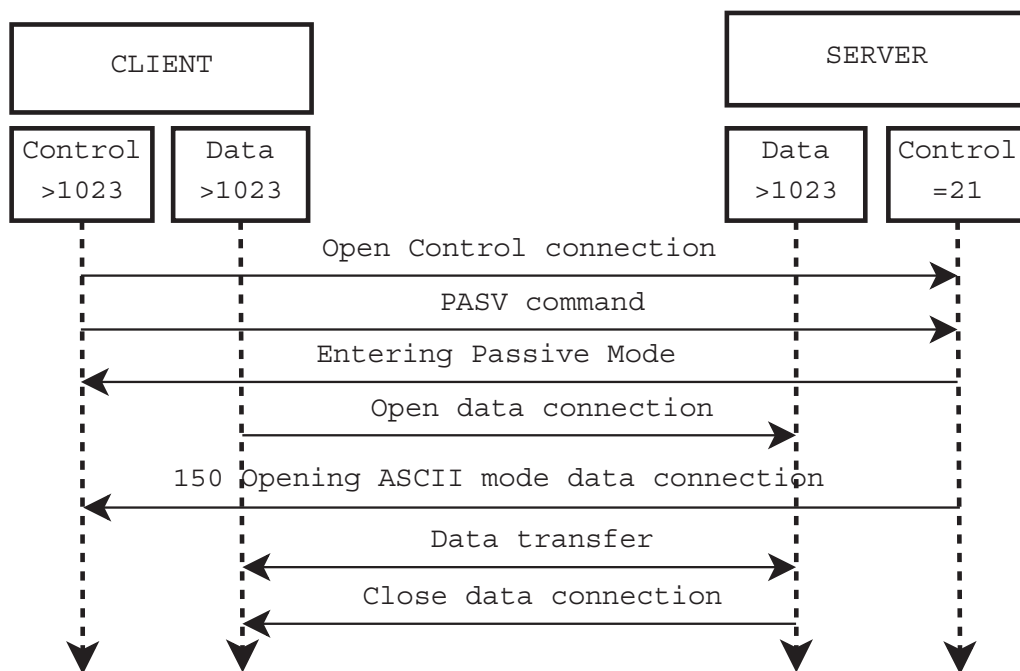 CLIENT
SERVER
Control
>1023
Data
>1023
Data
>1023
Control
=21
Open Control connection
PASV command
Entering Passive Mode
Open data connection
150 Opening ASCII mode data connection
Data transfer
Close data connection